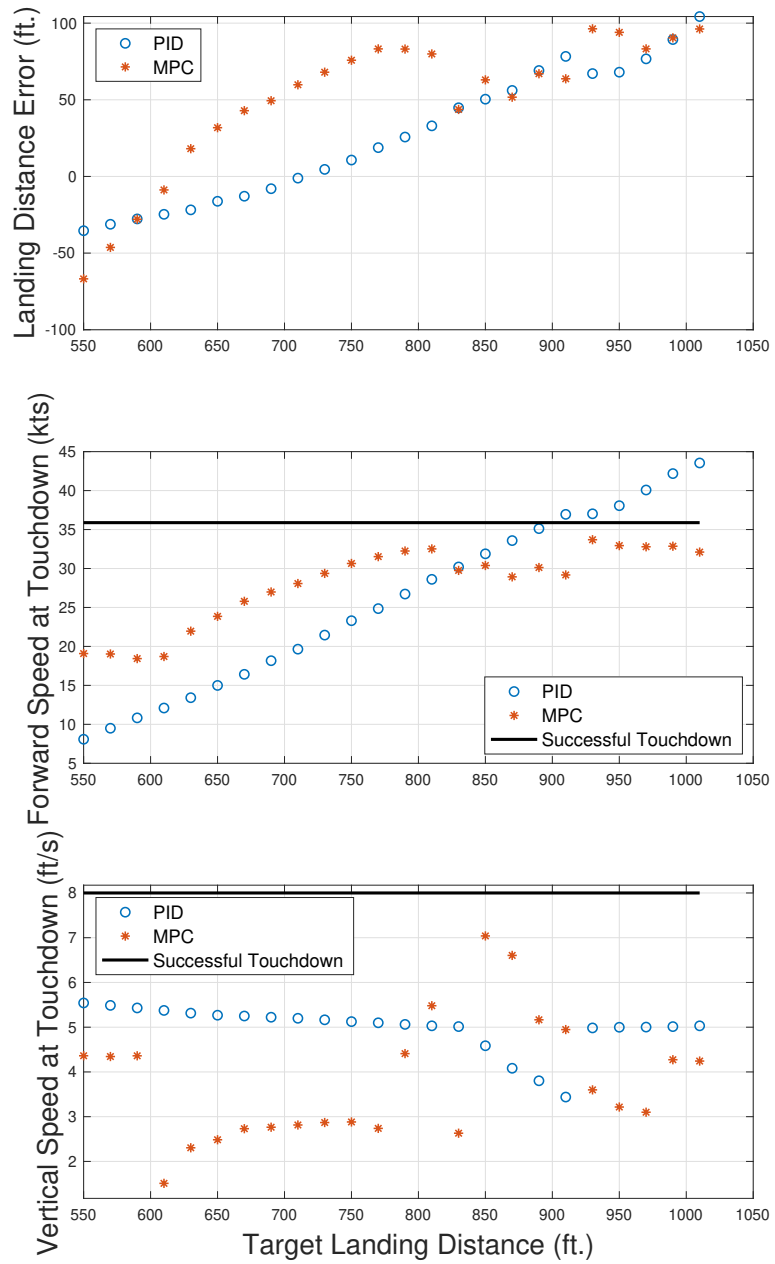 Landing Distance Error (ft.)
100
50
0
-50
-100
PID
MPC
550 600 650 700 750 800 850 900 950 1000 1050
Forward Speed at Touchdown (kts)
45
40
35
30
25
20
15
10
5
PID
MPC
Successful Touchdown
550 600 650 700 750 800 850 900 950 1000 1050
Vertical Speed at Touchdown (ft/s)
8
7
6
5
4
3
2
PID
MPC
Successful Touchdown
550 600 650 700 750 800 850 900 950 1000 1050
Target Landing Distance (ft.)